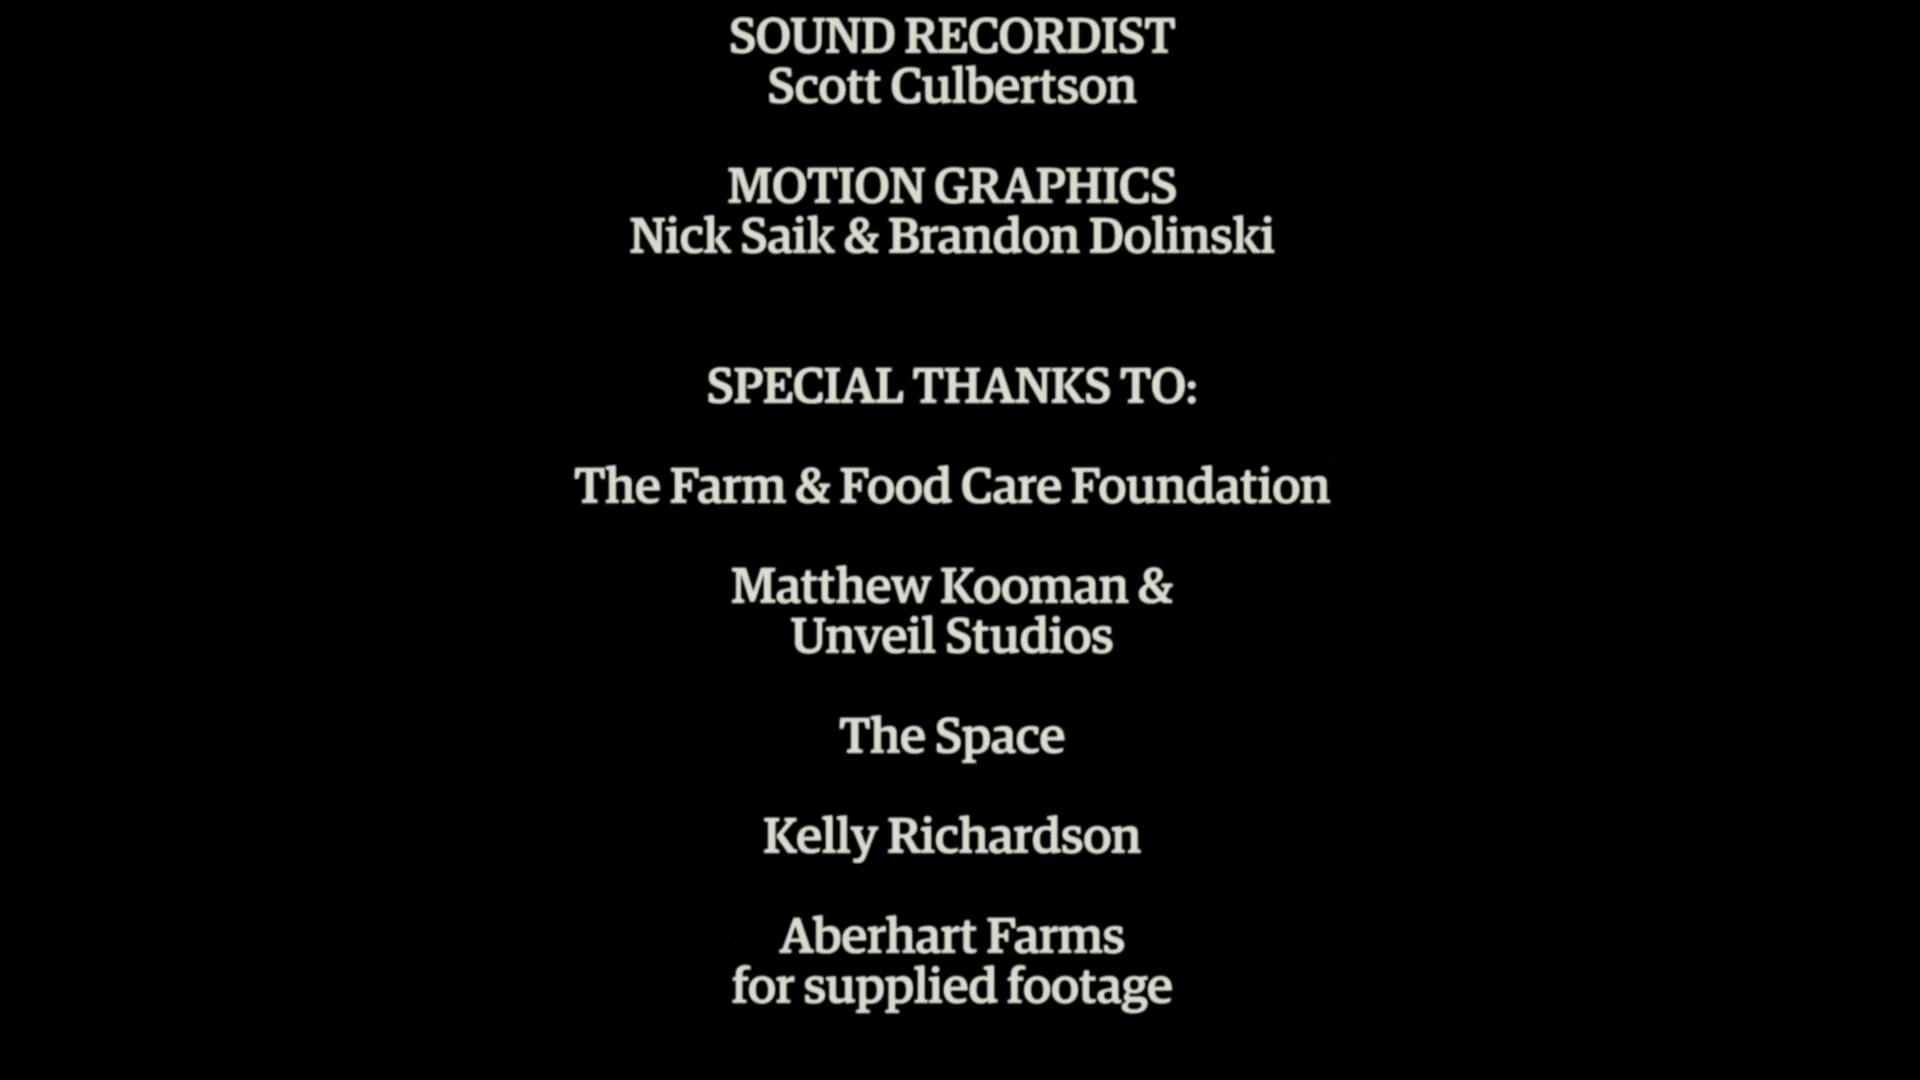 SOUND RECORDIST
Scott Culbertson
MOTION GRAPHICS
Nick Saik & Brandon Dolinski
SPECIAL THANKS TO:
The Farm & Food Care Foundation
Matthew Kooman &
Unveil Studios
The Space
Kelly Richardson
Aberhart Farms
for supplied footage